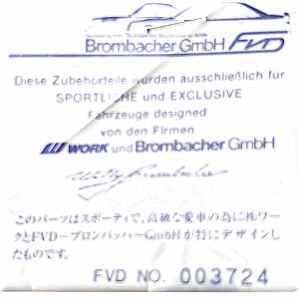 Brombacher GmbH FVD
Diese Zubehörteile wurden ausschließlich für
SPORTLICHE und EXCLUSIVE
Fahrzeuge designed
von den Firmen
WORK und Brombacher GmbH
Willy Brombacher
このパーツはスポーティで、高級な愛車の為に㈱ワー
クとFVD-ブロンバッハーGmbHが特にデザインし
たものです。
FVD NO. 003724